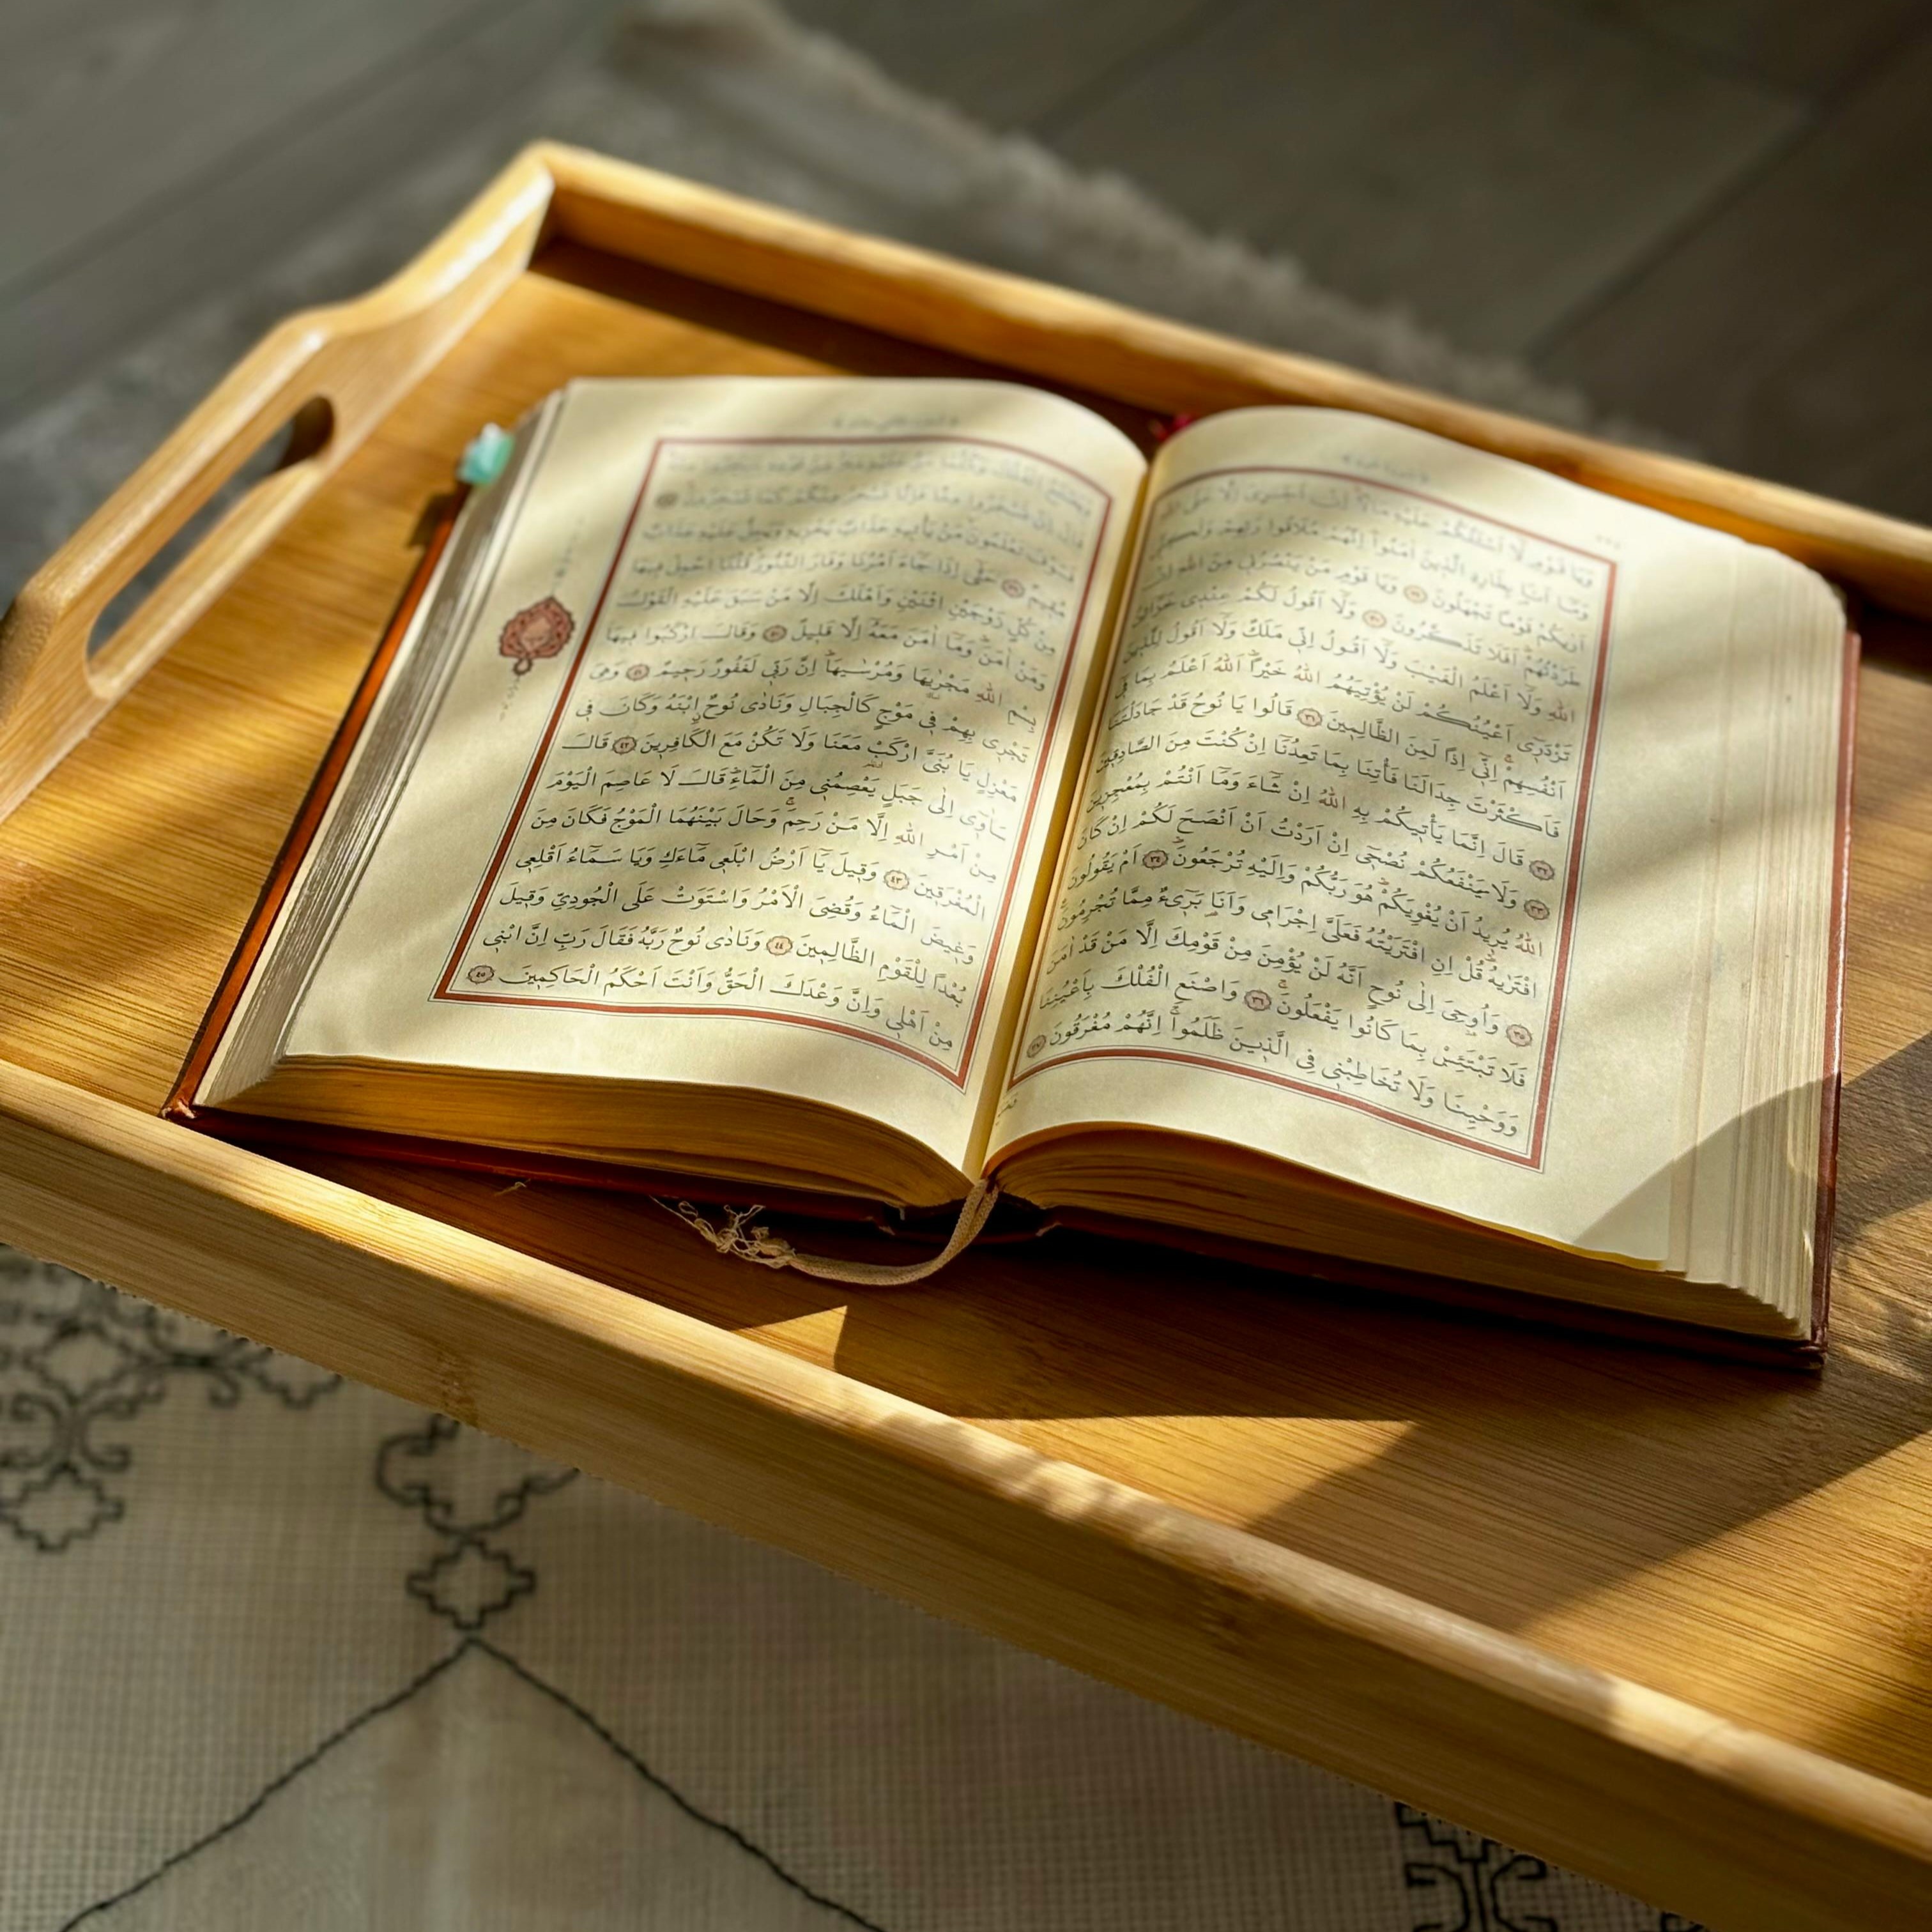 وَيَا قَوْمِ لَٓا اَسْـَٔلُكُمْ عَلَيْهِ مَالًاۜ اِنْ اَجْرِيَ اِلَّا عَلَى اللّٰهِ
وَمَٓا اَنَا۬ بِطَارِدِ الَّذ۪ينَ اٰمَنُواۜ اِنَّهُمْ مُلَاقُوا رَبِّهِمْ وَلٰكِنّ۪ٓي
اَرٰيكُمْ قَوْمًا تَجْهَلُونَ ﴿٢٩﴾ وَيَا قَوْمِ مَنْ يَنْصُرُن۪ي مِنَ اللّٰهِ اِنْ
طَرَدْتُهُمْۜ اَفَلَا تَذَكَّرُونَ ﴿٣٠﴾ وَلَٓا اَقُولُ لَكُمْ عِنْد۪ي خَزَٓائِنُ
اللّٰهِ وَلَٓا اَعْلَمُ الْغَيْبَ وَلَٓا اَقُولُ اِنّ۪ي مَلَكٌ وَلَٓا اَقُولُ لِلَّذ۪ينَ
تَزْدَر۪ٓي اَعْيُنُكُمْ لَنْ يُؤْتِيَهُمُ اللّٰهُ خَيْرًاۜ اَللّٰهُ اَعْلَمُ بِمَا ف۪ٓي
اَنْفُسِهِمْۚ اِنّ۪ٓي اِذًا لَمِنَ الظَّالِم۪ينَ ﴿٣١﴾ قَالُوا يَا نُوحُ قَدْ جَادَلْتَنَا
فَاَكْثَرْتَ جِدَالَنَا فَأْتِنَا بِمَا تَعِدُنَٓا اِنْ كُنْتَ مِنَ الصَّادِق۪ينَ
﴿٣٢﴾ قَالَ اِنَّمَا يَأْت۪يكُمْ بِهِ اللّٰهُ اِنْ شَٓاءَ وَمَٓا اَنْتُمْ بِمُعْجِز۪ينَ
﴿٣٣﴾ وَلَا يَنْفَعُكُمْ نُصْح۪ٓي اِنْ اَرَدْتُ اَنْ اَنْصَحَ لَكُمْ اِنْ كَانَ
اللّٰهُ يُر۪يدُ اَنْ يُغْوِيَكُمْۜ هُوَ رَبُّكُمْ وَاِلَيْهِ تُرْجَعُونَۜ ﴿٣٤﴾ اَمْ يَقُولُونَ
افْتَرٰيهُۜ قُلْ اِنِ افْتَرَيْتُهُ فَعَلَيَّ اِجْرَام۪ي وَاَنَا۬ بَر۪ٓيءٌ مِمَّا تُجْرِمُونَ۟
﴿٣٥﴾ وَاُو۫حِيَ اِلٰى نُوحٍ اَنَّهُ لَنْ يُؤْمِنَ مِنْ قَوْمِكَ اِلَّا مَنْ قَدْ اٰمَنَ
فَلَا تَبْتَئِسْ بِمَا كَانُوا يَفْعَلُونَۚ ﴿٣٦﴾ وَاصْنَعِ الْفُلْكَ بِاَعْيُنِنَا
وَوَحْيِنَا وَلَا تُخَاطِبْن۪ي فِي الَّذ۪ينَ ظَلَمُواۚ اِنَّهُمْ مُغْرَقُونَ ﴿٣٧﴾
وَيَصْنَعُ الْفُلْكَ وَكُلَّمَا مَرَّ عَلَيْهِ
قَالَ اِنْ تَسْخَرُوا مِنَّا فَاِنَّا نَسْخَرُ مِنْكُمْ كَمَا تَسْخَرُونَۜ ﴿٣٨﴾
فَسَوْفَ تَعْلَمُونَۙ مَنْ يَأْت۪يهِ عَذَابٌ يُخْز۪يهِ وَيَحِلُّ عَلَيْهِ عَذَابٌ
مُق۪يمٌ ﴿٣٩﴾ حَتّٰٓى اِذَا جَٓاءَ اَمْرُنَا وَفَارَ التَّنُّورُۙ قُلْنَا احْمِلْ ف۪يهَا
مِنْ كُلٍّ زَوْجَيْنِ اثْنَيْنِ وَاَهْلَكَ اِلَّا مَنْ سَبَقَ عَلَيْهِ الْقَوْلُ
وَمَنْ اٰمَنَۜ وَمَٓا اٰمَنَ مَعَهُٓ اِلَّا قَل۪يلٌ ﴿٤٠﴾ وَقَالَ ارْكَبُوا ف۪يهَا
بِسْمِ اللّٰهِ مَجْرٰۭۙيهَا وَمُرْسٰيهَاۜ اِنَّ رَبّ۪ي لَغَفُورٌ رَح۪يمٌ ﴿٤١﴾ وَهِيَ
تَجْر۪ي بِهِمْ ف۪ي مَوْجٍ كَالْجِبَالِ وَنَادٰى نُوحٌۨ ابْنَهُ وَكَانَ ف۪ي
مَعْزِلٍ يَا بُنَيَّ ارْكَبْ مَعَنَا وَلَا تَكُنْ مَعَ الْكَافِر۪ينَ ﴿٤٢﴾ قَالَ
سَاٰو۪ٓي اِلٰى جَبَلٍ يَعْصِمُن۪ي مِنَ الْمَٓاءِۜ قَالَ لَا عَاصِمَ الْيَوْمَ
مِنْ اَمْرِ اللّٰهِ اِلَّا مَنْ رَحِمَۚ وَحَالَ بَيْنَهُمَا الْمَوْجُ فَكَانَ مِنَ
الْمُغْرَق۪ينَ ﴿٤٣﴾ وَق۪يلَ يَٓا اَرْضُ ابْلَع۪ي مَٓاءَكِ وَيَا سَمَٓاءُ اَقْلِع۪ي
وَغ۪يضَ الْمَٓاءُ وَقُضِيَ الْاَمْرُ وَاسْتَوَتْ عَلَى الْجُودِيِّ وَق۪يلَ
بُعْدًا لِلْقَوْمِ الظَّالِم۪ينَ ﴿٤٤﴾ وَنَادٰى نُوحٌ رَبَّهُ فَقَالَ رَبِّ اِنَّ ابْن۪ي
مِنْ اَهْل۪ي وَاِنَّ وَعْدَكَ الْحَقُّ وَاَنْتَ اَحْكَمُ الْحَاكِم۪ينَ ﴿٤٥﴾